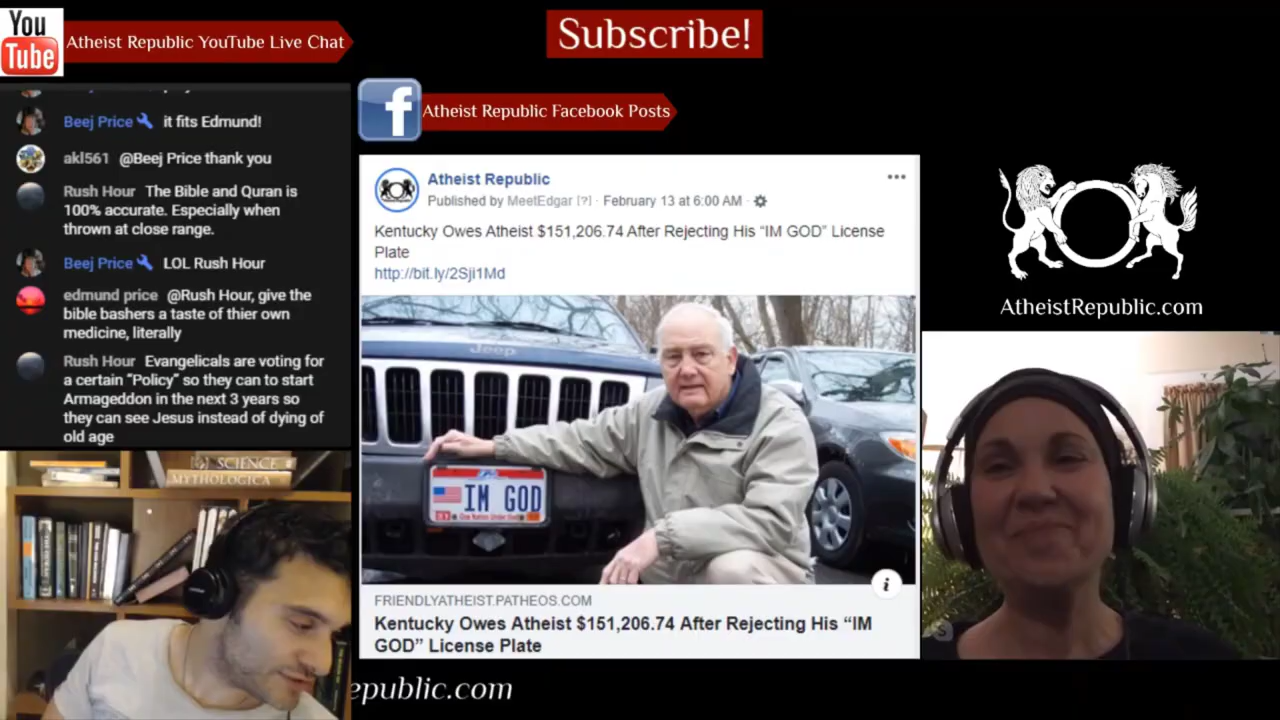 You
Tube
Atheist Republic YouTube Live Chat
Subscribe!
Beej Price it fits Edmund!
akl561 @Beej Price thank you
Rush Hour The Bible and Quran is
100% accurate. Especially when
thrown at close range.
Beej Price LOL Rush Hour
edmund price @Rush Hour, give the
bible bashers a taste of thier own
medicine, literally
Rush Hour Evangelicals are voting for
a certain "Policy" so they can to start
Armageddon in the next 3 years so
they can see Jesus instead of dying of
old age
f
Atheist Republic Facebook Posts
Atheist Republic
Published by MeetEdgar [?] · February 13 at 6:00 AM ·
Kentucky Owes Atheist $151,206.74 After Rejecting His “IM GOD” License
Plate
http://bit.ly/2Sji1Md
Jeep
IM GOD
One Nation Under God
i
FRIENDLYATHEIST.PATHEOS.COM
Kentucky Owes Atheist $151,206.74 After Rejecting His “IM
GOD” License Plate
AtheistRepublic.com
SCIENCE
MYTHOLOGICA
S
epublic.com